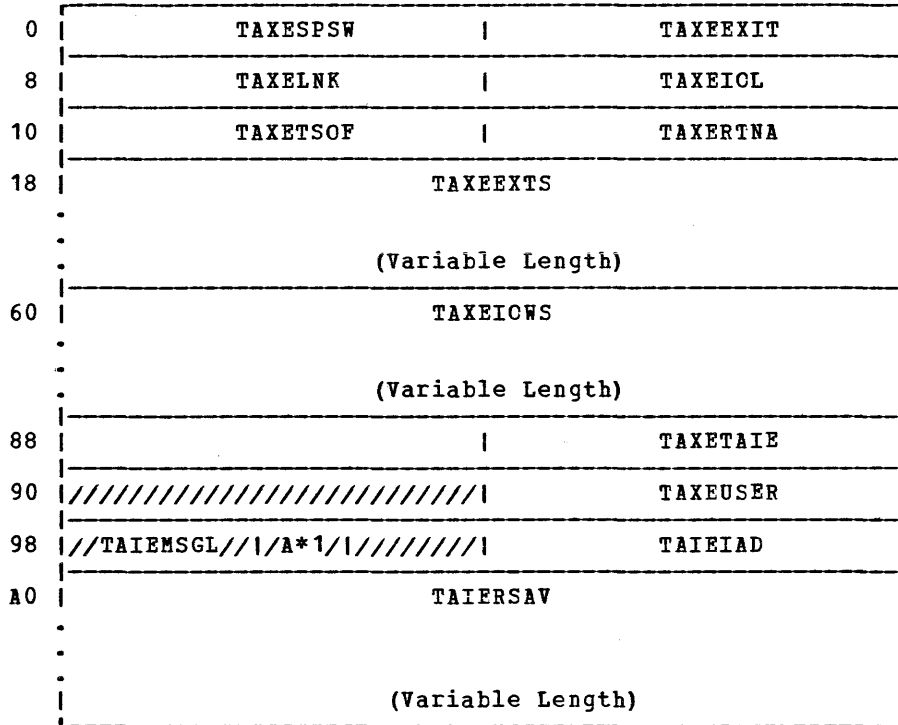 0 | TAXESPSW | TAXEEXIT
8 | TAXELNK | TAXEIOL
10 | TAXETSOF | TAXERTNA
18 | TAXEEXTS
(Variable Length)
60 | TAXEIOWS
(Variable Length)
88 | | TAXETAIE
90 |//////////////////////////| TAXEUSER
98 |//TAIEMSGL//|/A*1/|////////| TAIEIAD
A0 | TAIERSAV
(Variable Length)